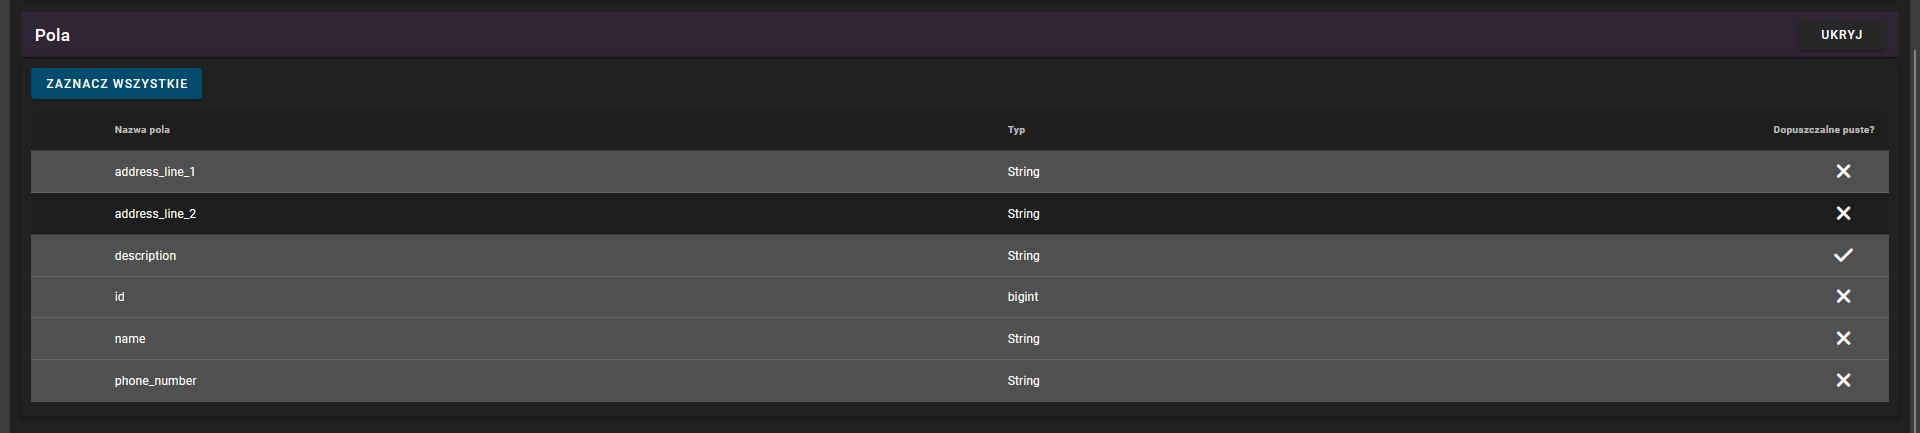 Pola
UKRYJ
ZAZNACZ WSZYSTKIE
Nazwa pola Typ Dopuszczalne puste?
address_line_1 String
address_line_2 String
description String
id bigint
name String
phone_number String